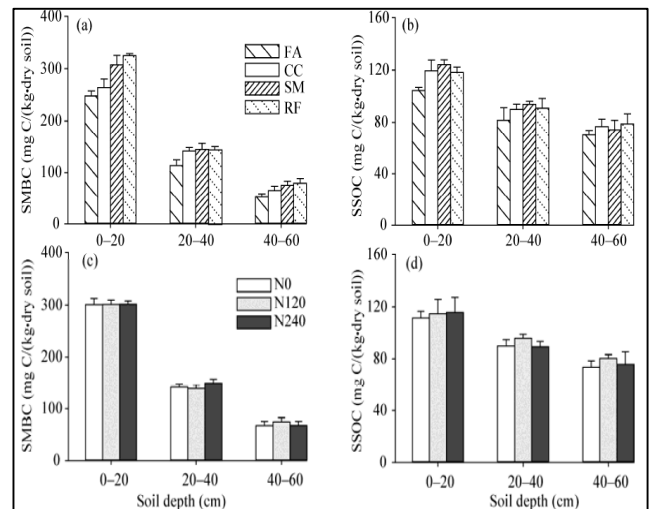 (a)
SMBC (mg C/(kg•dry soil))
400
300
200
100
0
FA
CC
SM
RF
0–20
20–40
40–60
(b)
SSOC (mg C/(kg•dry soil))
160
120
80
40
0
0–20
20–40
40–60
(c)
SMBC (mg C/(kg•dry soil))
400
300
200
100
0
N0
N120
N240
0–20
20–40
40–60
Soil depth (cm)
(d)
SSOC (mg C/(kg•dry soil))
160
120
80
40
0
0–20
20–40
40–60
Soil depth (cm)